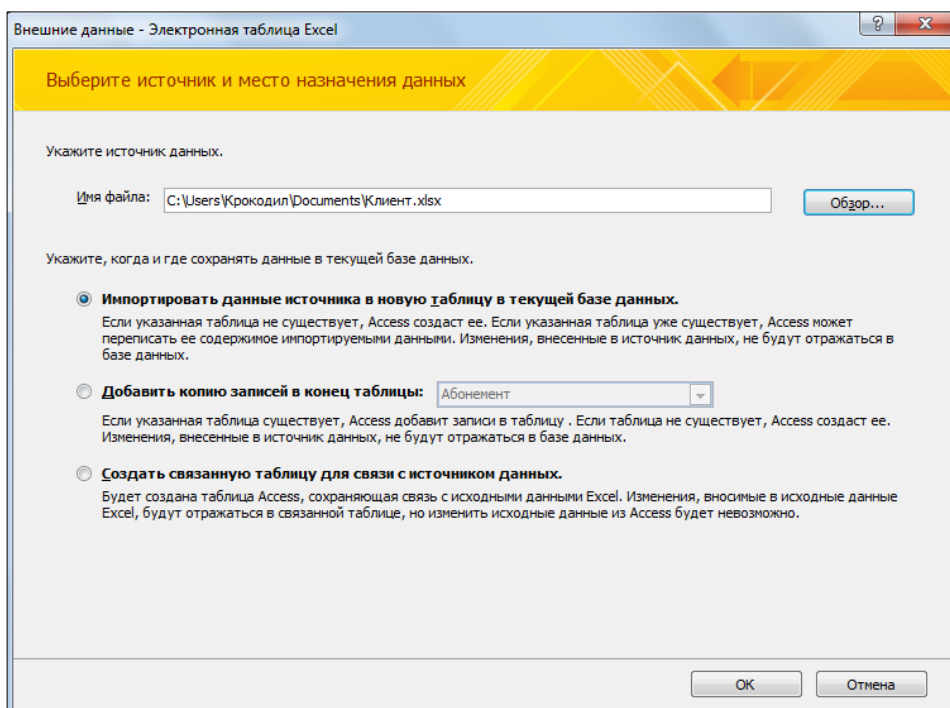 Внешние данные - Электронная таблица Excel
Выберите источник и место назначения данных
Укажите источник данных.
Имя файла: C:\Users\Крокодил\Documents\Клиент.xlsx Обзор...
Укажите, когда и где сохранять данные в текущей базе данных.
Импортировать данные источника в новую таблицу в текущей базе данных.
Если указанная таблица не существует, Access создаст ее. Если указанная таблица уже существует, Access может
переписать ее содержимое импортируемыми данными. Изменения, внесенные в источник данных, не будут отражаться в
базе данных.
Добавить копию записей в конец таблицы: Абонемент
Если указанная таблица существует, Access добавит записи в таблицу . Если таблица не существует, Access создаст ее.
Изменения, внесенные в источник данных, не будут отражаться в базе данных.
Создать связанную таблицу для связи с источником данных.
Будет создана таблица Access, сохраняющая связь с исходными данными Excel. Изменения, вносимые в исходные данные
Excel, будут отражаться в связанной таблице, но изменить исходные данные из Access будет невозможно.
ОК Отмена